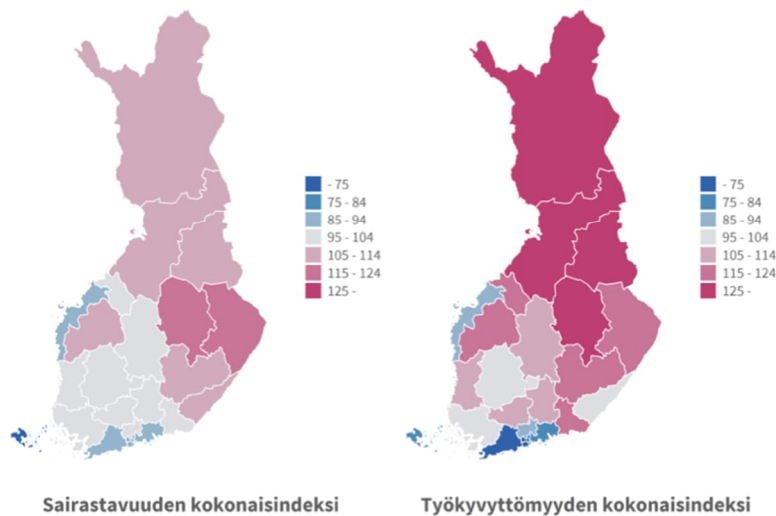 - 75
75 - 84
85 - 94
95 - 104
105 - 114
115 - 124
125 -
- 75
75 - 84
85 - 94
95 - 104
105 - 114
115 - 124
125 -
Sairastavuuden kokonaisindeksi
Työkyvyttömyyden kokonaisindeksi